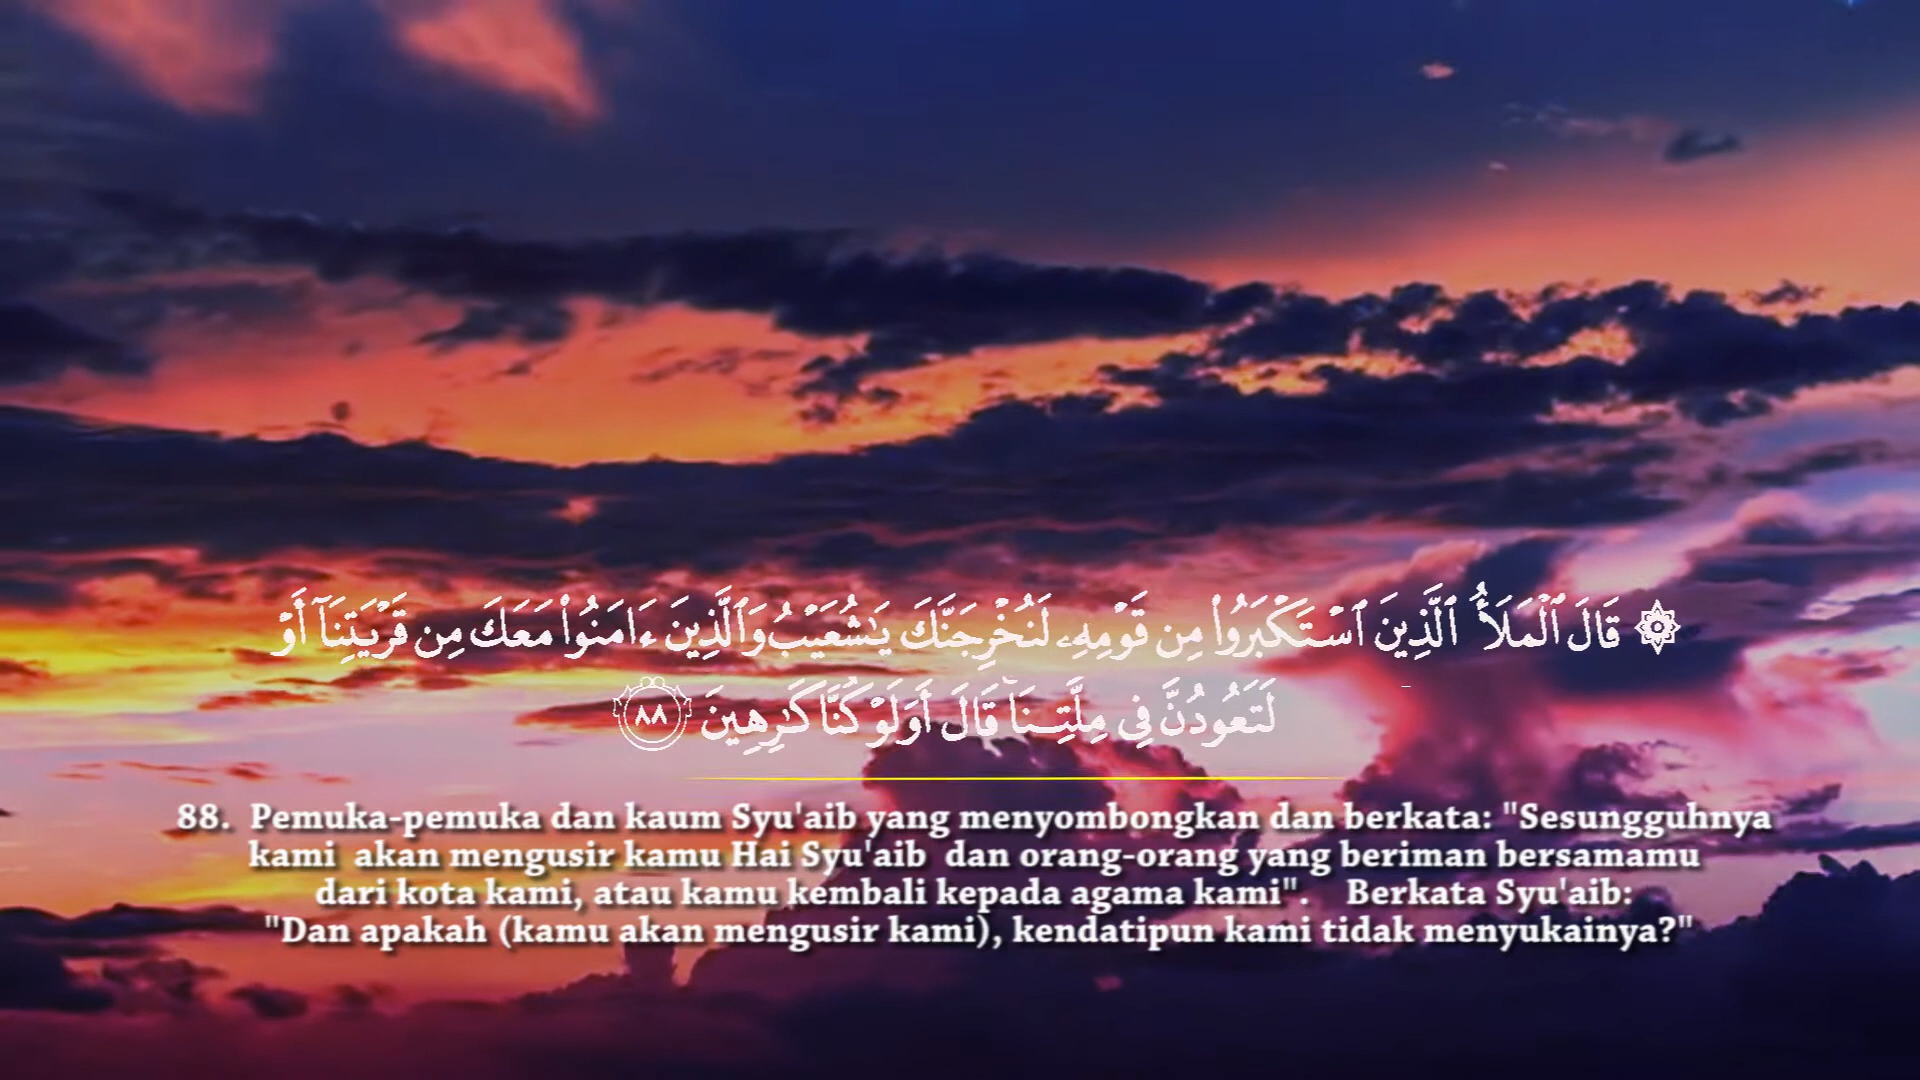 ۞ قَالَ ٱلْمَلَأُ ٱلَّذِينَ ٱسْتَكْبَرُوا۟ مِن قَوْمِهِۦ لَنُخْرِجَنَّكَ يَٰشُعَيْبُ وَٱلَّذِينَ ءَامَنُوا۟ مَعَكَ مِن قَرْيَتِنَآ أَوْ
لَتَعُودُنَّ فِى مِلَّتِنَا قَالَ أَوَلَوْ كُنَّا كَٰرِهِينَ ٨٨
88. Pemuka-pemuka dan kaum Syu'aib yang menyombongkan dan berkata: "Sesungguhnya
kami akan mengusir kamu Hai Syu'aib dan orang-orang yang beriman bersamamu
dari kota kami, atau kamu kembali kepada agama kami". Berkata Syu'aib:
"Dan apakah (kamu akan mengusir kami), kendatipun kami tidak menyukainya?"